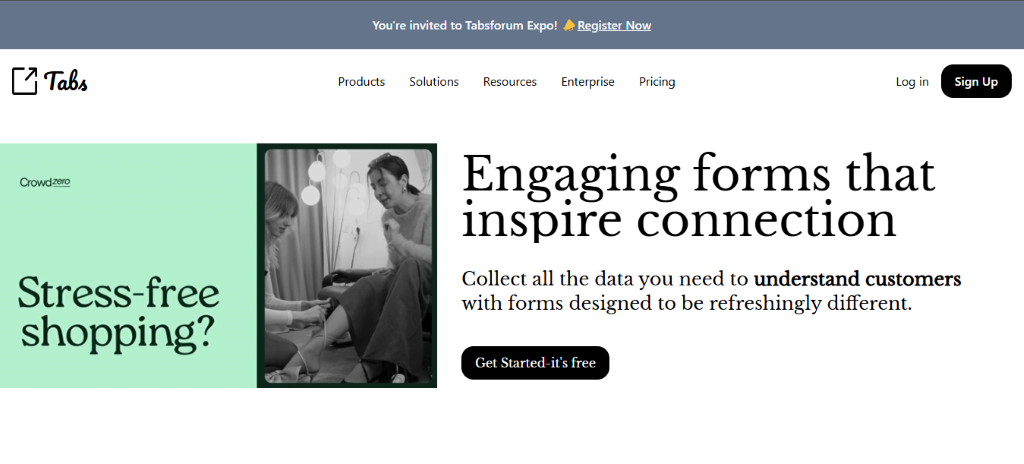 You're invited to Tabsforum Expo! 📣Register Now
Tabs
Products Solutions Resources Enterprise Pricing
Log in
Sign Up
Crowdzero
Stress-free
shopping?
Engaging forms that
inspire connection
Collect all the data you need to understand customers
with forms designed to be refreshingly different.
Get Started-it's free